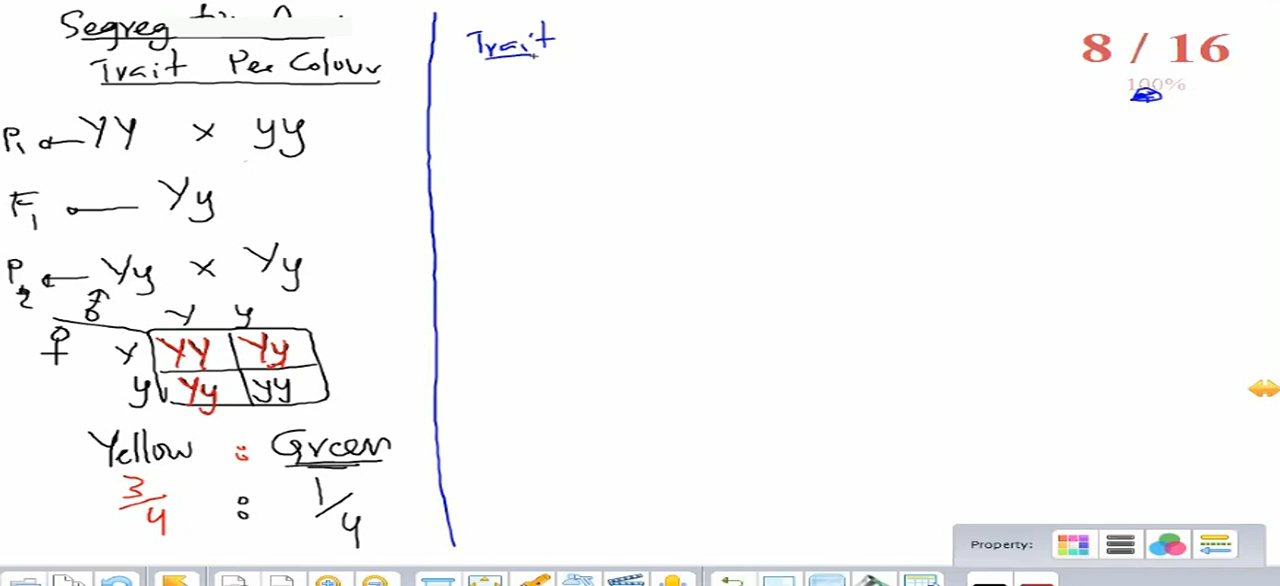 Segreg
Trait Pea Colour
P1 YY x yy
F1 Yy
P2 Yy x Yy
♂ Y y
♀ Y YY Yy
y Yy yy
Yellow : Green
3/4 : 1/4
Trait
8 / 16
100%
Property: